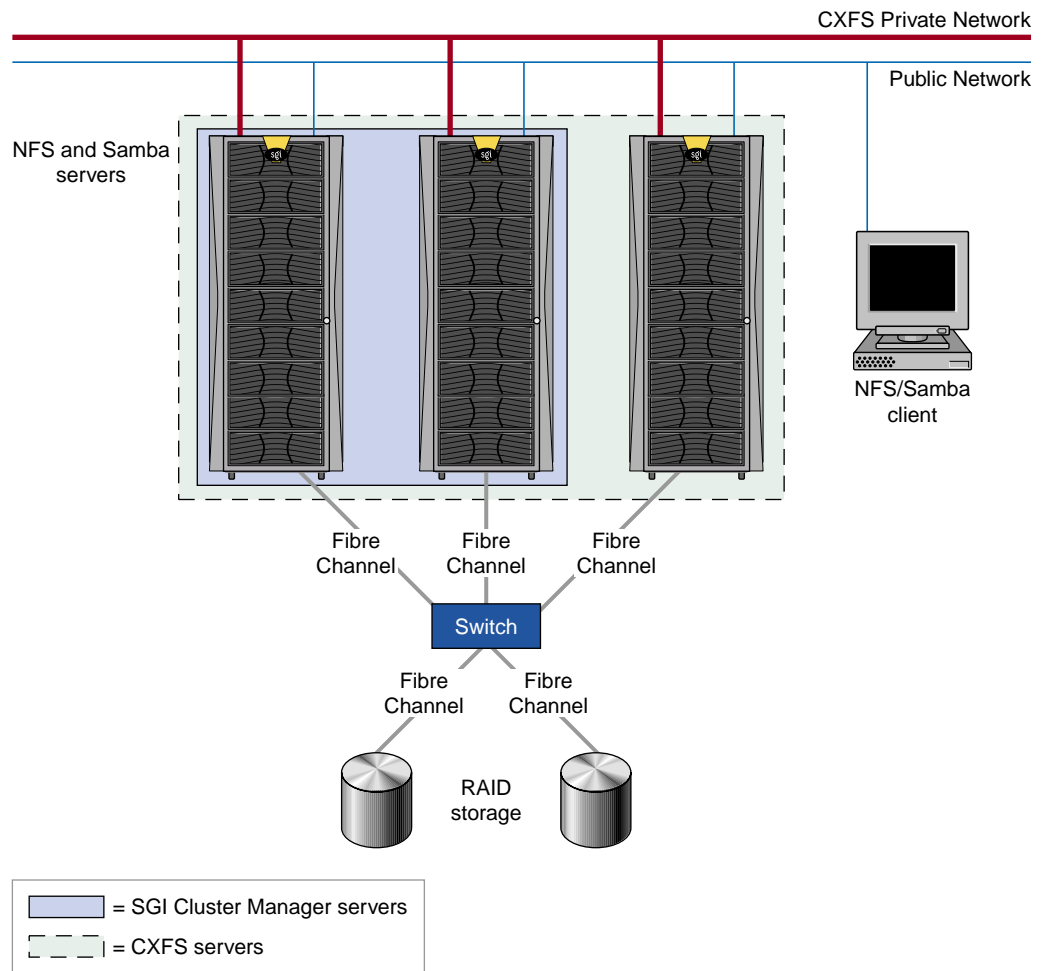 CXFS Private Network
Public Network
NFS and Samba
servers
sgi
sgi
sgi
NFS/Samba
client
Fibre
Channel
Fibre
Channel
Fibre
Channel
Switch
Fibre
Channel
Fibre
Channel
RAID
storage
= SGI Cluster Manager servers
= CXFS servers